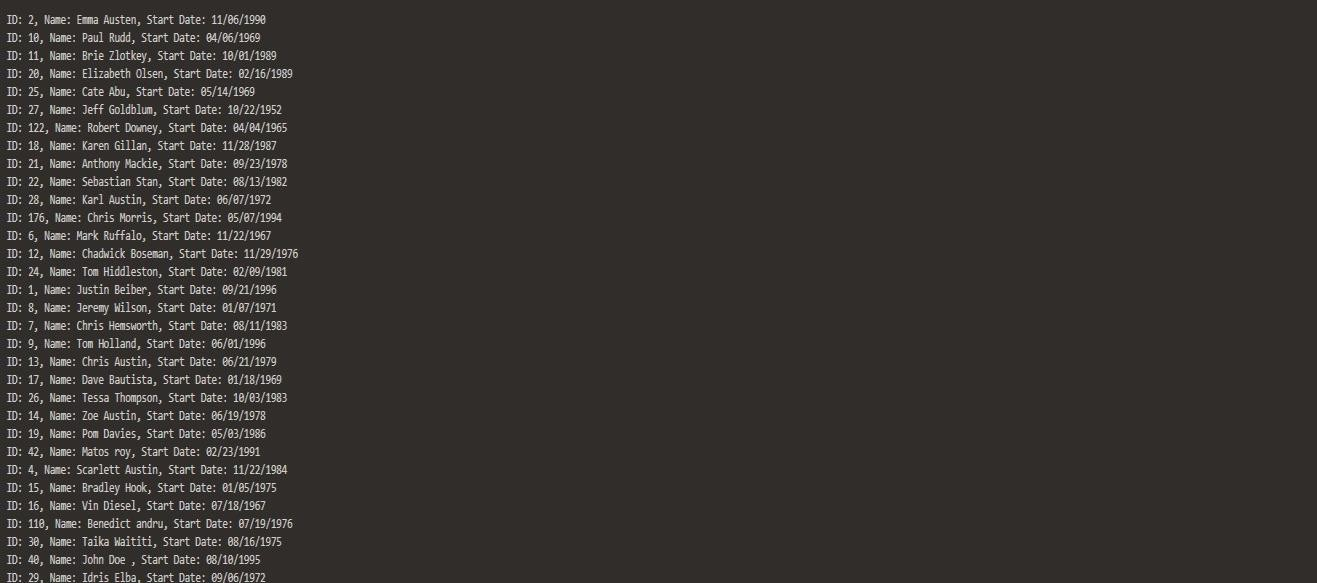 ID: 2, Name: Emma Austen, Start Date: 11/06/1990
ID: 10, Name: Paul Rudd, Start Date: 04/06/1969
ID: 11, Name: Brie Zlotkey, Start Date: 10/01/1989
ID: 20, Name: Elizabeth Olsen, Start Date: 02/16/1989
ID: 25, Name: Cate Abu, Start Date: 05/14/1969
ID: 27, Name: Jeff Goldblum, Start Date: 10/22/1952
ID: 122, Name: Robert Downey, Start Date: 04/04/1965
ID: 18, Name: Karen Gillan, Start Date: 11/28/1987
ID: 21, Name: Anthony Mackie, Start Date: 09/23/1978
ID: 22, Name: Sebastian Stan, Start Date: 08/13/1982
ID: 28, Name: Karl Austin, Start Date: 06/07/1972
ID: 176, Name: Chris Morris, Start Date: 05/07/1994
ID: 6, Name: Mark Ruffalo, Start Date: 11/22/1967
ID: 12, Name: Chadwick Boseman, Start Date: 11/29/1976
ID: 24, Name: Tom Hiddleston, Start Date: 02/09/1981
ID: 1, Name: Justin Beiber, Start Date: 09/21/1996
ID: 8, Name: Jeremy Wilson, Start Date: 01/07/1971
ID: 7, Name: Chris Hemsworth, Start Date: 08/11/1983
ID: 9, Name: Tom Holland, Start Date: 06/01/1996
ID: 13, Name: Chris Austin, Start Date: 06/21/1979
ID: 17, Name: Dave Bautista, Start Date: 01/18/1969
ID: 26, Name: Tessa Thompson, Start Date: 10/03/1983
ID: 14, Name: Zoe Austin, Start Date: 06/19/1978
ID: 19, Name: Pom Davies, Start Date: 05/03/1986
ID: 42, Name: Matos roy, Start Date: 02/23/1991
ID: 4, Name: Scarlett Austin, Start Date: 11/22/1984
ID: 15, Name: Bradley Hook, Start Date: 01/05/1975
ID: 16, Name: Vin Diesel, Start Date: 07/18/1967
ID: 110, Name: Benedict andru, Start Date: 07/19/1976
ID: 30, Name: Taika Waititi, Start Date: 08/16/1975
ID: 40, Name: John Doe , Start Date: 08/10/1995
ID: 29, Name: Idris Elba, Start Date: 09/06/1972